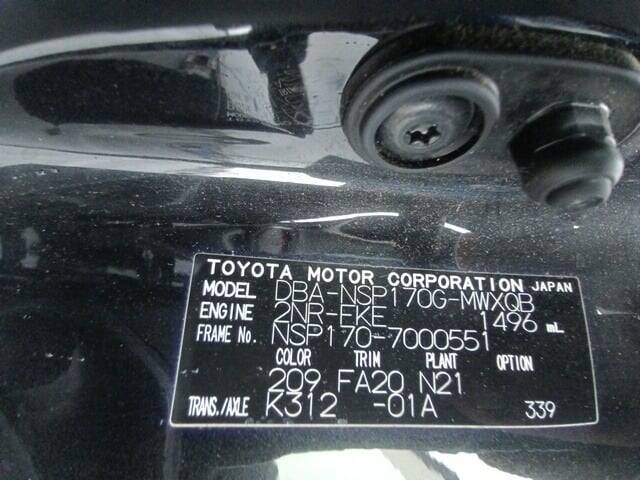 TOYOTA MOTOR CORPORATION JAPAN
MODEL DBA-NSP170G-MWXQB
ENGINE 2NR-FKE 1496 mL
FRAME No. NSP170-7000551
COLOR TRIM PLANT OPTION
209 FA20 N21
TRANS./AXLE K312 -01A 339